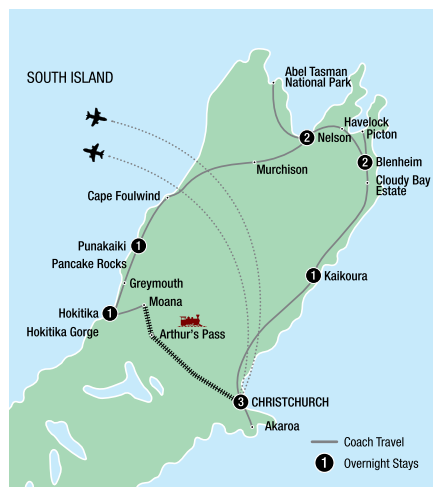 SOUTH ISLAND
Abel Tasman
National Park
Havelock
Picton
2 Nelson
2 Blenheim
Murchison
Cloudy Bay
Estate
Cape Foulwind
Punakaiki 1
Pancake Rocks
1 Kaikoura
Greymouth
Moana
Hokitika 1
Hokitika Gorge
Arthur's Pass
3 CHRISTCHURCH
Akaroa
Coach Travel
1 Overnight Stays